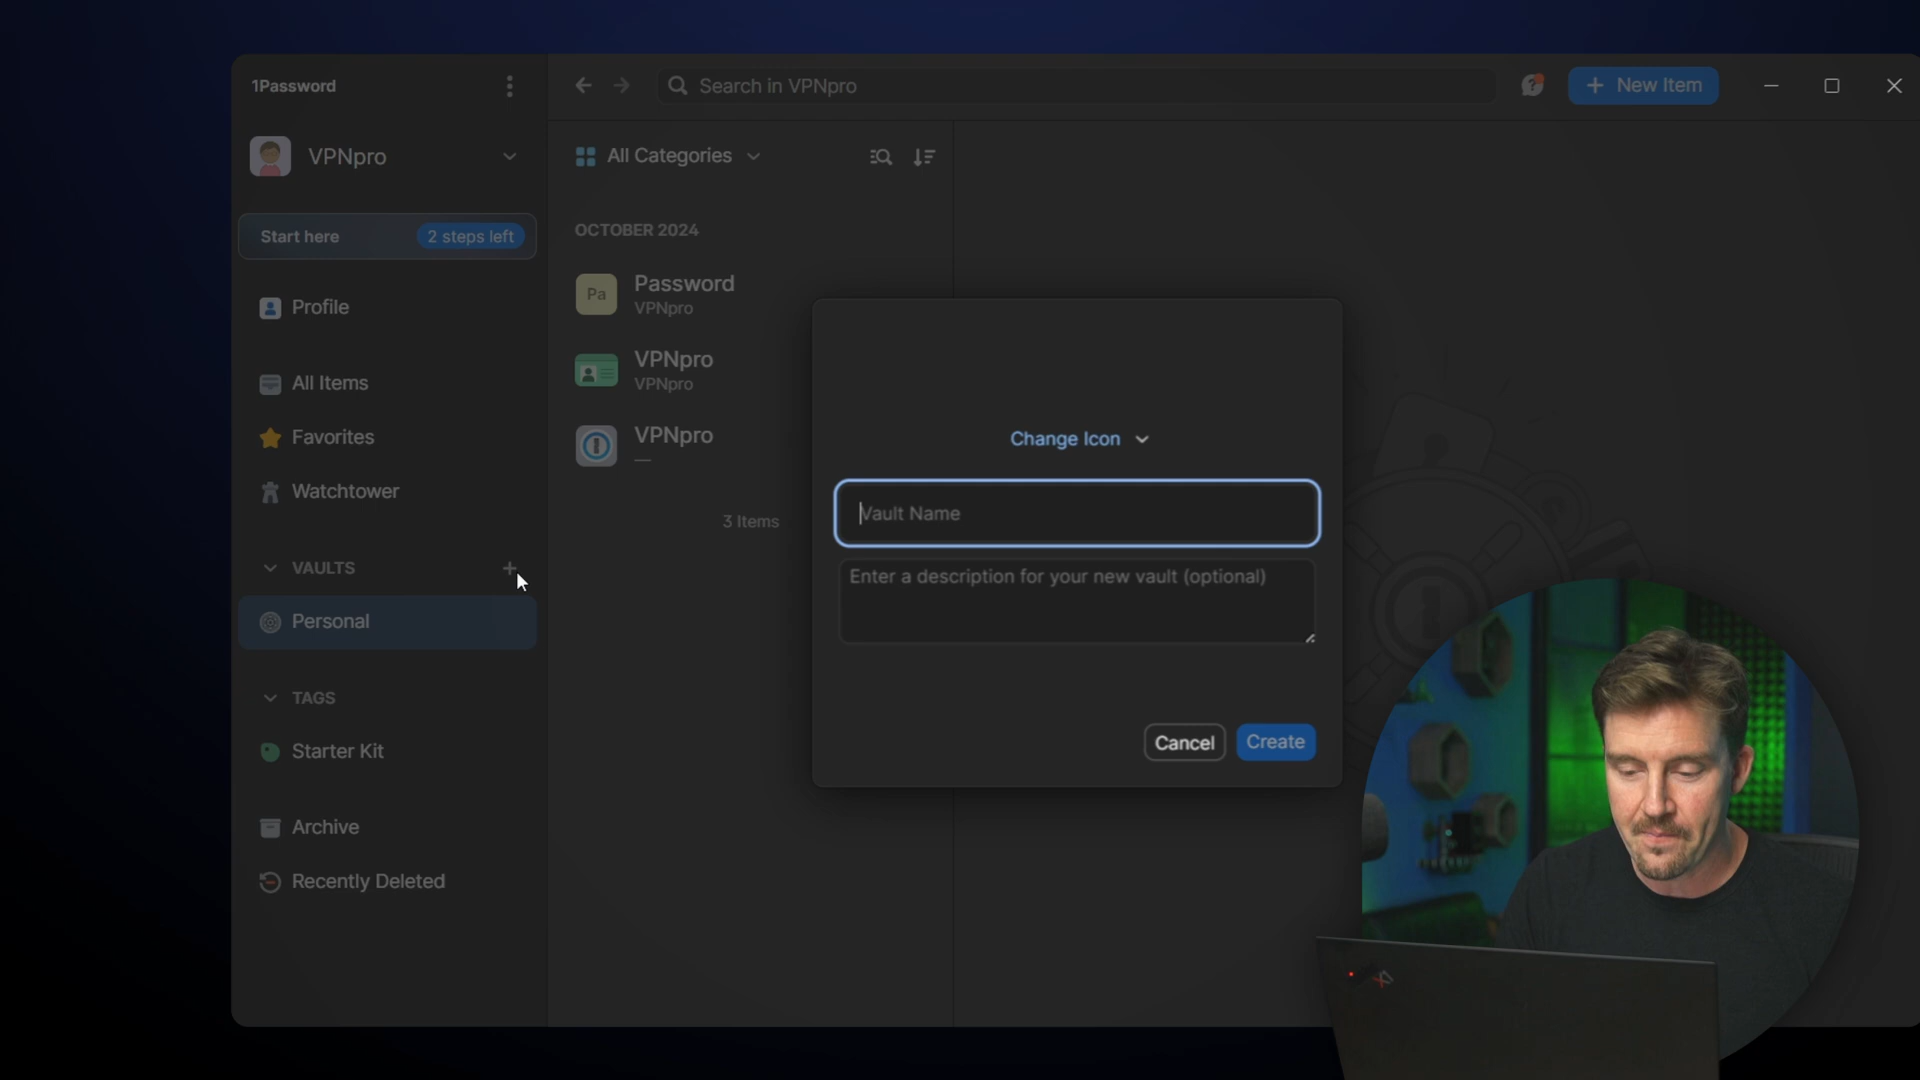 1Password
Search in VPNpro
New Item
VPNpro
All Categories
Start here
2 steps left
OCTOBER 2024
Pa
Password
VPNpro
Profile
VPNpro
VPNpro
All Items
Favorites
VPNpro
—
Watchtower
3 Items
Change Icon
Vault Name
VAULTS
Enter a description for your new vault (optional)
Personal
TAGS
Cancel
Create
Starter Kit
Archive
Recently Deleted